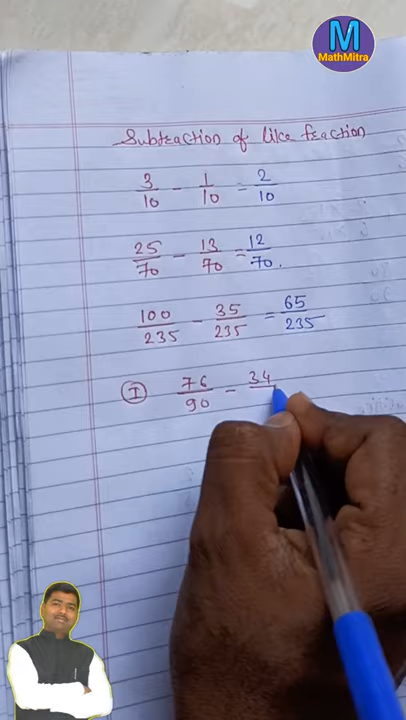 M
MathMitra
Subtraction of like fraction
3/10 - 1/10 = 2/10
25/70 - 13/70 = 12/70.
100/235 - 35/235 = 65/235
I 76/90 - 34